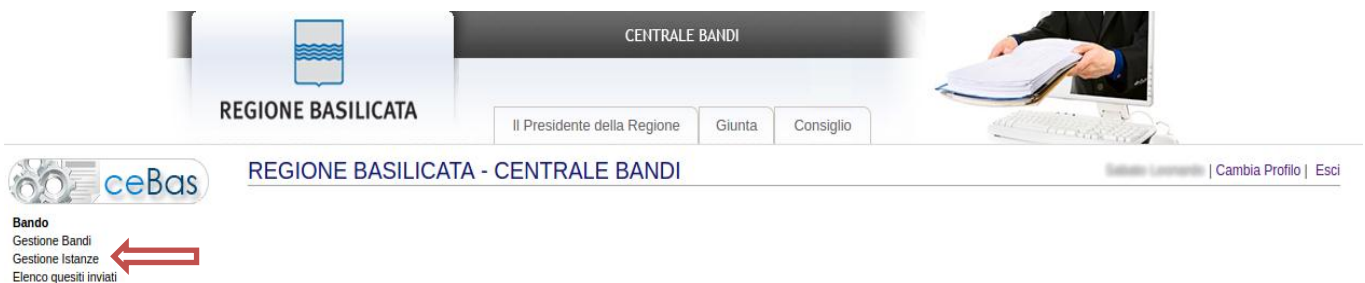 CENTRALE BANDI
REGIONE BASILICATA
Il Presidente della Regione
Giunta
Consiglio
ceBas
REGIONE BASILICATA - CENTRALE BANDI
| Cambia Profilo | Esci
Bando
Gestione Bandi
Gestione Istanze
Elenco quesiti inviati